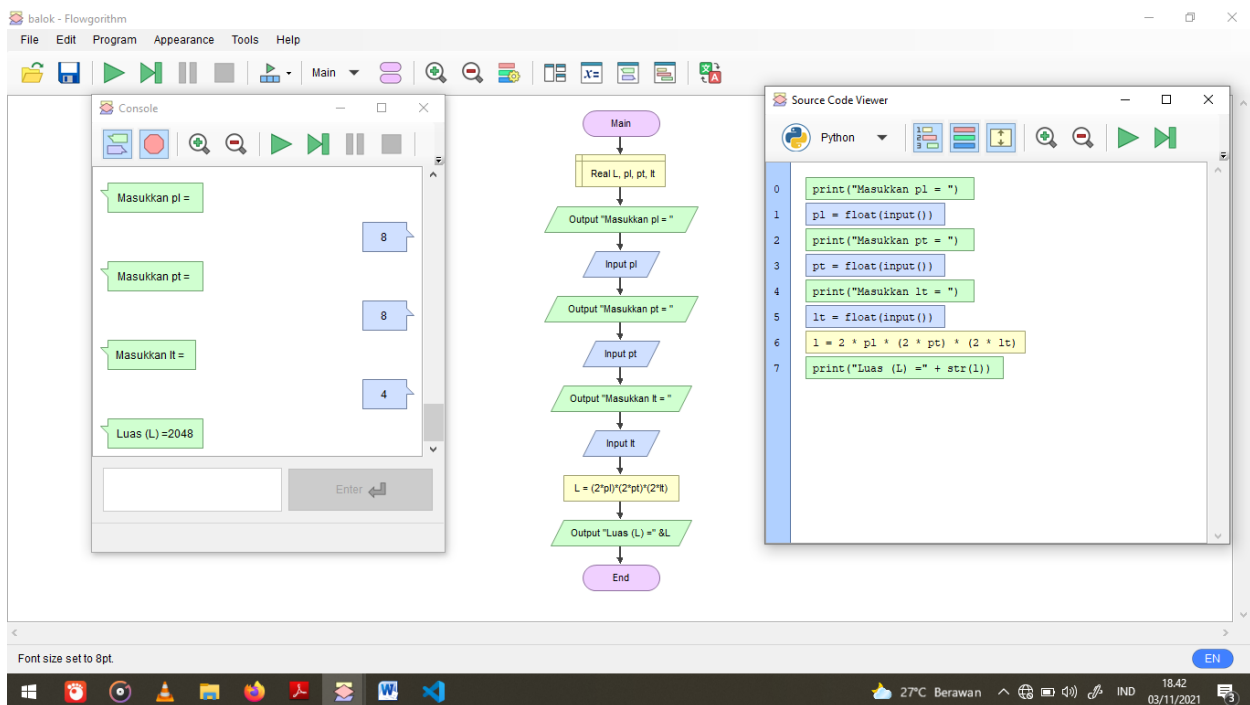 balok - Flowgorithm
File Edit Program Appearance Tools Help
Main
Console
Masukkan pl =
8
Masukkan pt =
8
Masukkan lt =
4
Luas (L) =2048
Enter
Main
Real L, pl, pt, lt
Output "Masukkan pl = "
Input pl
Output "Masukkan pt = "
Input pt
Output "Masukkan lt = "
Input lt
L = (2*pl)*(2*pt)*(2*lt)
Output "Luas (L) =" &L
End
Source Code Viewer
Python
0 print("Masukkan pl = ")
1 pl = float(input())
2 print("Masukkan pt = ")
3 pt = float(input())
4 print("Masukkan lt = ")
5 lt = float(input())
6 l = 2 * pl * (2 * pt) * (2 * lt)
7 print("Luas (L) =" + str(l))
Font size set to 8pt.
EN
27°C Berawan
IND
18.42
03/11/2021
3